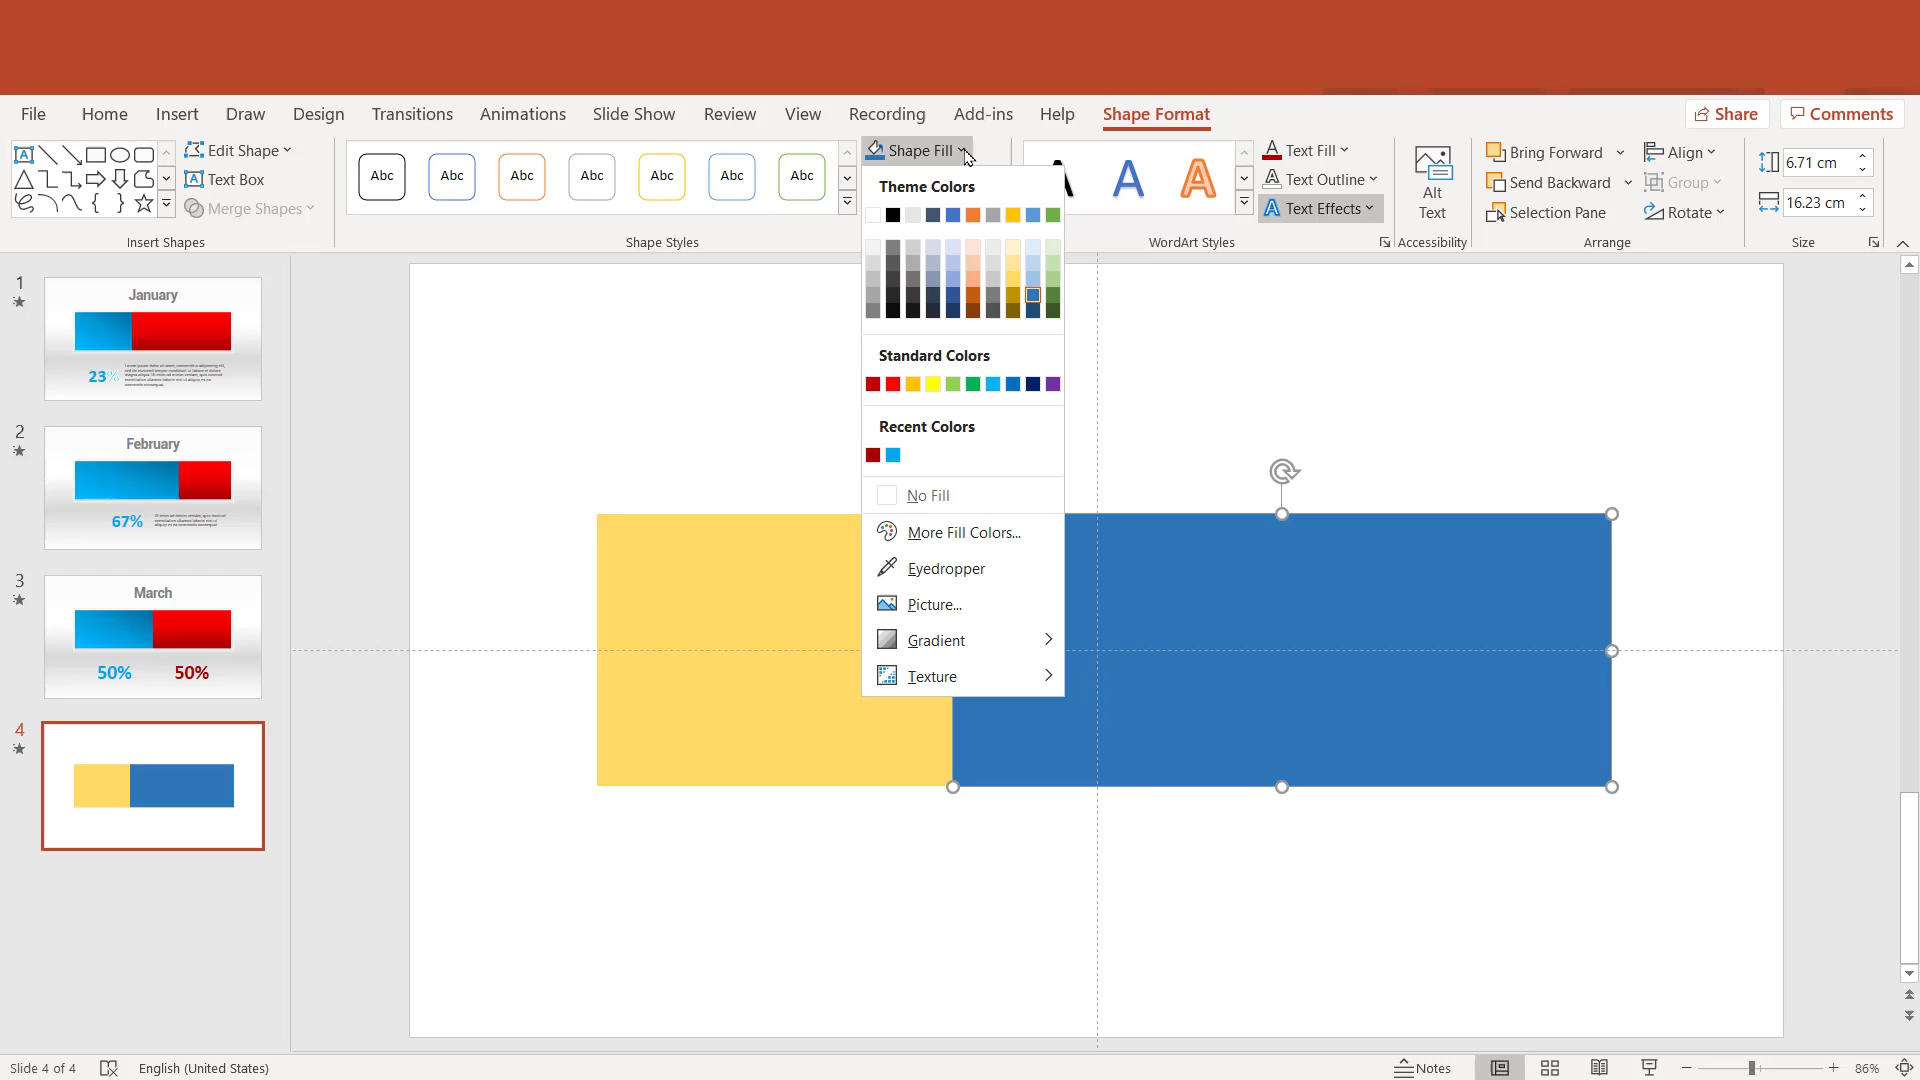 File Home Insert Draw Design Transitions Animations Slide Show Review View Recording Add-ins Help Shape Format Share Comments
Edit Shape
Text Box
Merge Shapes
Insert Shapes
Abc Abc Abc Abc Abc Abc Abc
Shape Styles
Shape Fill
A A A
WordArt Styles
Text Fill
Text Outline
Text Effects
Alt
Text
Accessibility
Bring Forward
Send Backward
Selection Pane
Align
Group
Rotate
Arrange
6.71 cm
16.23 cm
Size
Theme Colors
Standard Colors
Recent Colors
No Fill
More Fill Colors...
Eyedropper
Picture...
Gradient
Texture
1
January
23%
2
February
67%
3
March
50% 50%
4
Slide 4 of 4 English (United States) Notes 86%